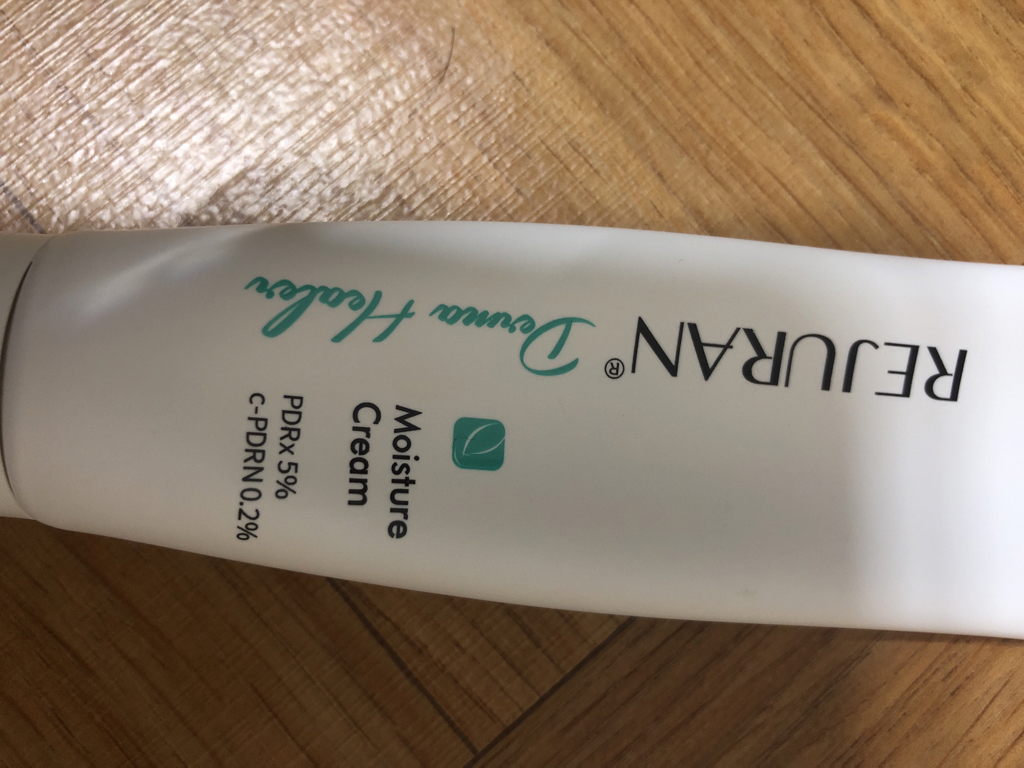 REJURAN®
Derma Healer
Moisture
Cream
PDRx 5%
c-PDRN 0.2%